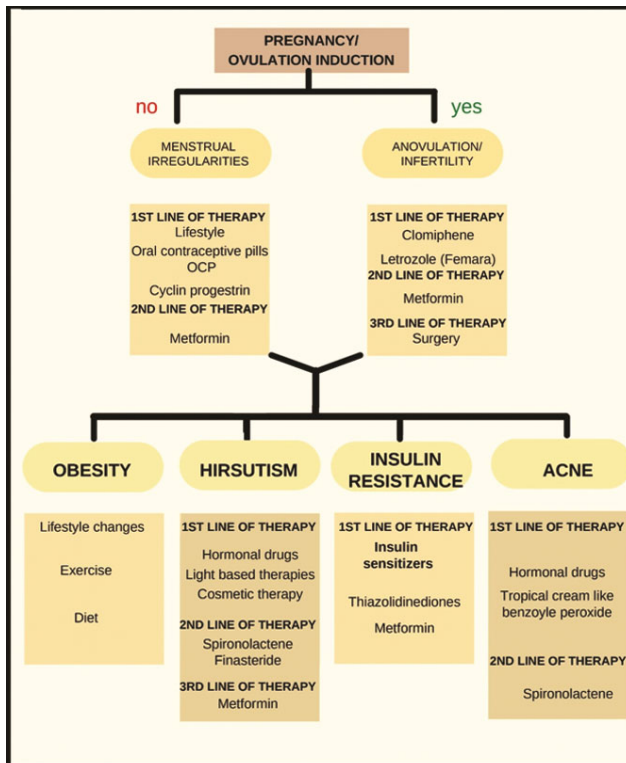 PREGNANCY/
OVULATION INDUCTION
no
yes
MENSTRUAL
IRREGULARITIES
ANOVULATION/
INFERTILITY
1ST LINE OF THERAPY
Lifestyle
Oral contraceptive pills
OCP
Cyclin progestrin
2ND LINE OF THERAPY
Metformin
1ST LINE OF THERAPY
Clomiphene
Letrozole (Femara)
2ND LINE OF THERAPY
Metformin
3RD LINE OF THERAPY
Surgery
OBESITY
Lifestyle changes
Exercise
Diet
HIRSUTISM
1ST LINE OF THERAPY
Hormonal drugs
Light based therapies
Cosmetic therapy
2ND LINE OF THERAPY
Spironolactene
Finasteride
3RD LINE OF THERAPY
Metformin
INSULIN
RESISTANCE
1ST LINE OF THERAPY
Insulin
sensitizers
Thiazolidinediones
Metformin
ACNE
1ST LINE OF THERAPY
Hormonal drugs
Tropical cream like
benzoyle peroxide
2ND LINE OF THERAPY
Spironolactene